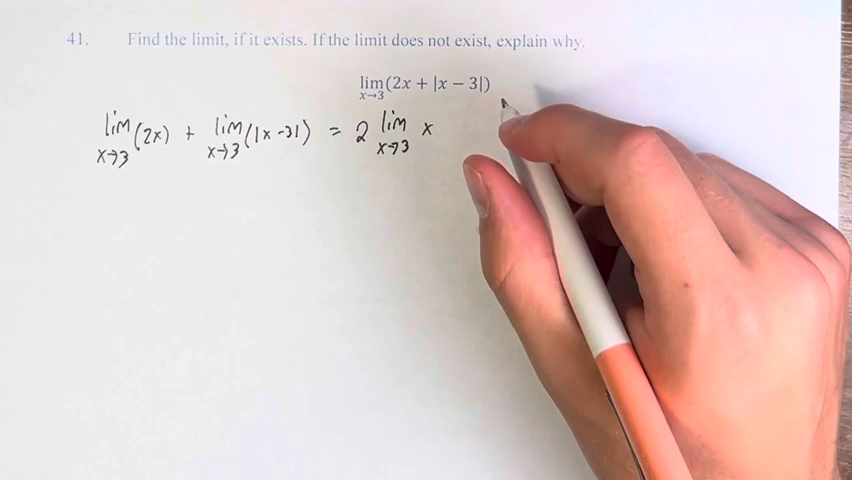 41. Find the limit, if it exists. If the limit does not exist, explain why.
lim(2x + |x − 3|)
x→3
lim (2x) + lim (|x-3|) = 2 lim x
x→3 x→3 x→3